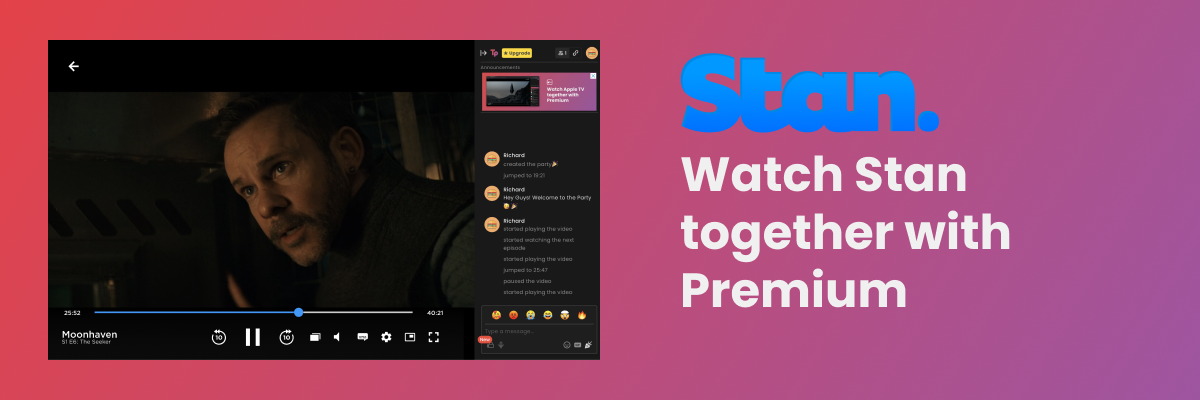 Tp
★ Upgrade
1
Announcements
Watch Apple TV
together with
Premium
Richard
created the party🎉
jumped to 19:21
Richard
Hey Guys! Welcome to the Party
Richard
started playing the video
started watching the next
episode
started playing the video
jumped to 25:47
paused the video
started playing the video
Type a message...
New
25:52
40:21
Moonhaven
S1 E6: The Seeker
10
10
Stan.
Watch Stan
together with
Premium